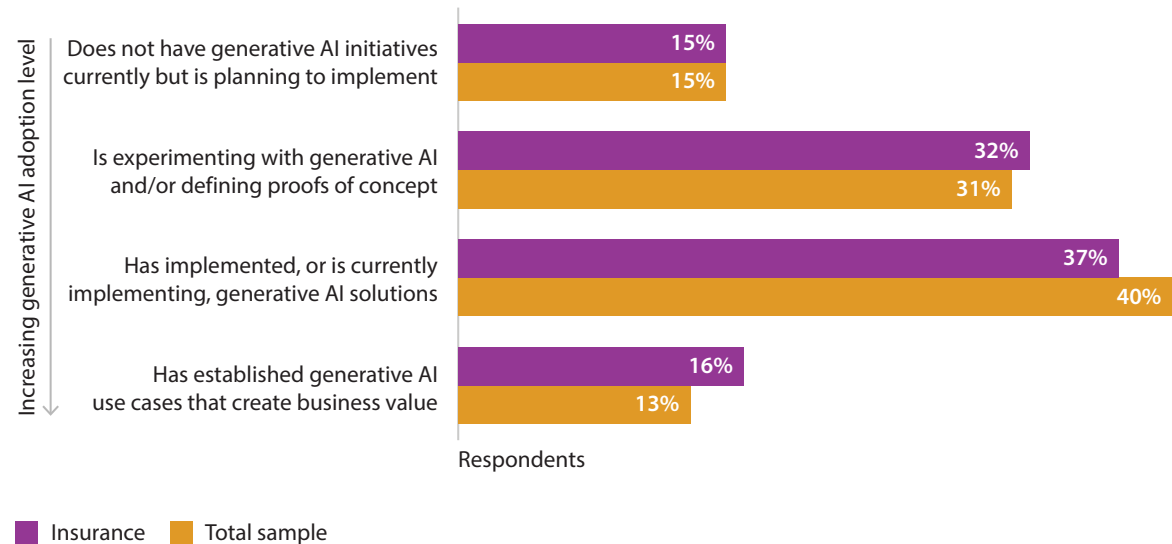 Increasing generative AI adoption level
Does not have generative AI initiatives
currently but is planning to implement
15%
15%
Is experimenting with generative AI
and/or defining proofs of concept
32%
31%
Has implemented, or is currently
implementing, generative AI solutions
37%
40%
Has established generative AI
use cases that create business value
16%
13%
Respondents
Insurance
Total sample